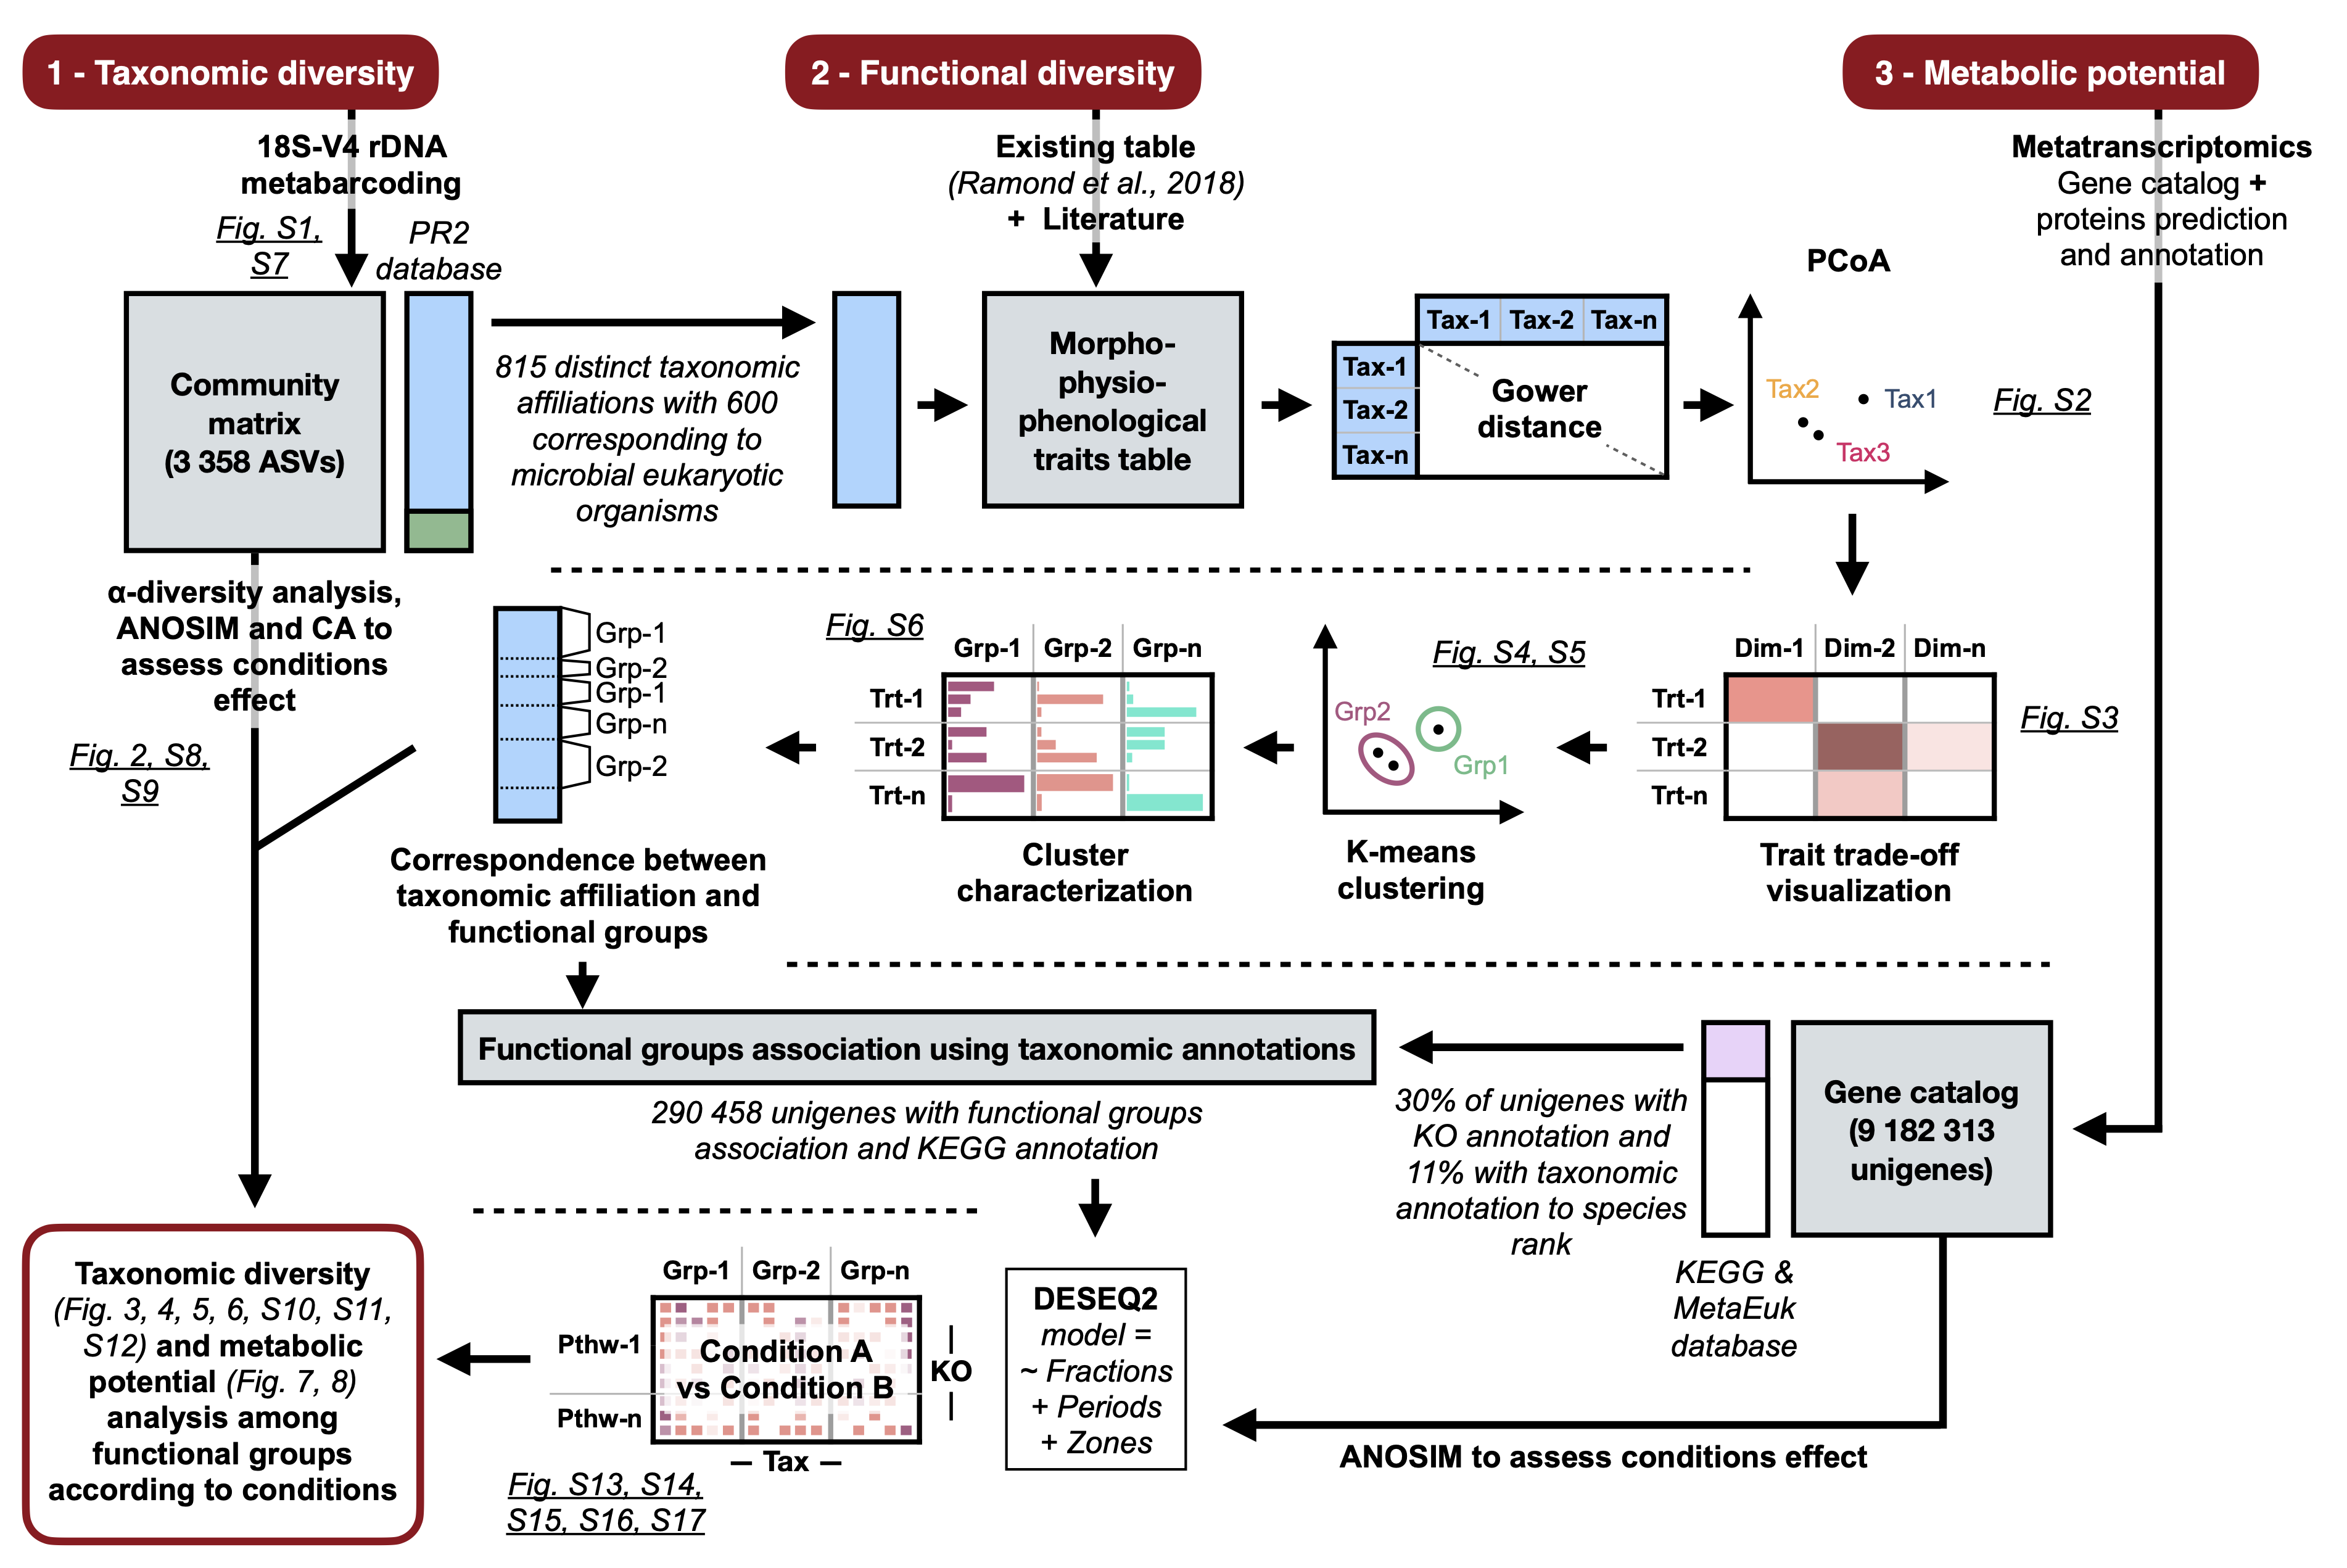 1 - Taxonomic diversity
2 - Functional diversity
3 - Metabolic potential
18S-V4 rDNA
metabarcoding
Fig. S1,
S7
PR2
database
Existing table
(Ramond et al., 2018)
+ Literature
Metatranscriptomics
Gene catalog +
proteins prediction
and annotation
Community
matrix
(3 358 ASVs)
815 distinct taxonomic
affiliations with 600
corresponding to
microbial eukaryotic
organisms
Morpho-
physio-
phenological
traits table
Tax-1 Tax-2 Tax-n
Tax-1
Tax-2
Tax-n
Gower
distance
PCoA
Tax2
Tax1
Tax3
Fig. S2
α-diversity analysis,
ANOSIM and CA to
assess conditions
effect
Fig. 2, S8,
S9
Grp-1
Grp-2
Grp-1
Grp-n
Grp-2
Correspondence between
taxonomic affiliation and
functional groups
Fig. S6
Grp-1 Grp-2 Grp-n
Trt-1
Trt-2
Trt-n
Cluster
characterization
Fig. S4, S5
Grp2
Grp1
K-means
clustering
Dim-1 Dim-2 Dim-n
Trt-1
Trt-2
Trt-n
Fig. S3
Trait trade-off
visualization
Functional groups association using taxonomic annotations
290 458 unigenes with functional groups
association and KEGG annotation
30% of unigenes with
KO annotation and
11% with taxonomic
annotation to species
rank
Gene catalog
(9 182 313
unigenes)
KEGG &
MetaEuk
database
ANOSIM to assess conditions effect
DESEQ2
model =
~ Fractions
+ Periods
+ Zones
Grp-1 Grp-2 Grp-n
Pthw-1
Pthw-n
Condition A
vs Condition B
KO
Tax
Fig. S13, S14,
S15, S16, S17
Taxonomic diversity
(Fig. 3, 4, 5, 6, S10, S11,
S12) and metabolic
potential (Fig. 7, 8)
analysis among
functional groups
according to conditions